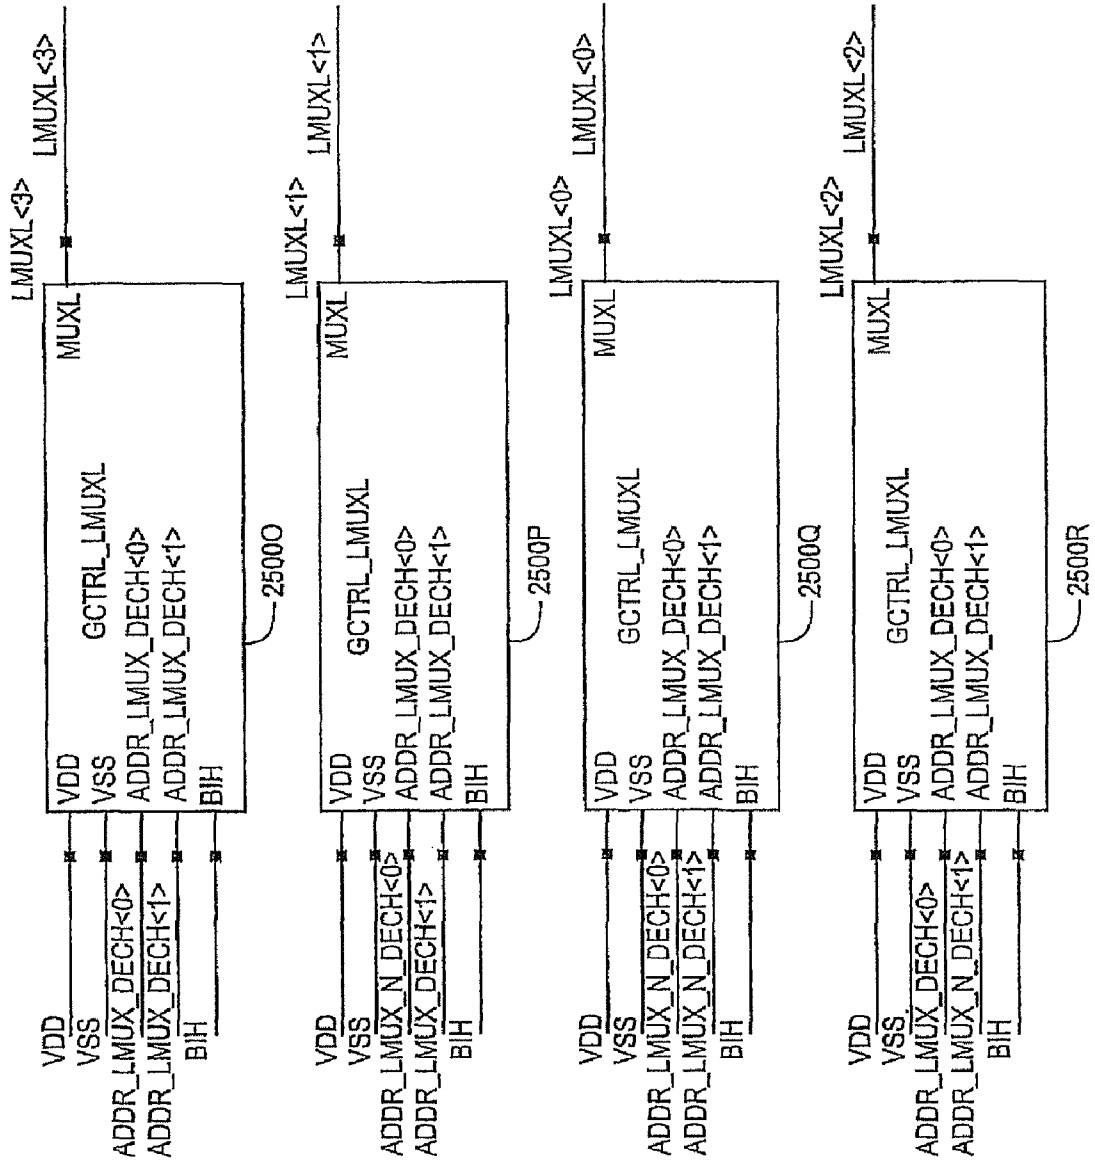 LMUXL<3>
LMUXL<3>
MUXL
GCTRL_LMUXL
VDD
VSS
ADDR_LMUX_DECH<0>
ADDR_LMUX_DECH<1>
BIH
VDD
VSS
ADDR_LMUX_DECH<0>
ADDR_LMUX_DECH<1>
BIH
2500O
LMUXL<1>
LMUXL<1>
MUXL
GCTRL_LMUXL
VDD
VSS
ADDR_LMUX_DECH<0>
ADDR_LMUX_DECH<1>
BIH
VDD
VSS
ADDR_LMUX_N_DECH<0>
ADDR_LMUX_DECH<1>
BIH
2500P
LMUXL<0>
LMUXL<0>
MUXL
GCTRL_LMUXL
VDD
VSS
ADDR_LMUX_DECH<0>
ADDR_LMUX_DECH<1>
BIH
VDD
VSS
ADDR_LMUX_N_DECH<0>
ADDR_LMUX_N_DECH<1>
BIH
2500Q
LMUXL<2>
LMUXL<2>
MUXL
GCTRL_LMUXL
VDD
VSS
ADDR_LMUX_DECH<0>
ADDR_LMUX_DECH<1>
BIH
VDD
VSS
ADDR_LMUX_DECH<0>
ADDR_LMUX_N_DECH<1>
BIH
2500R